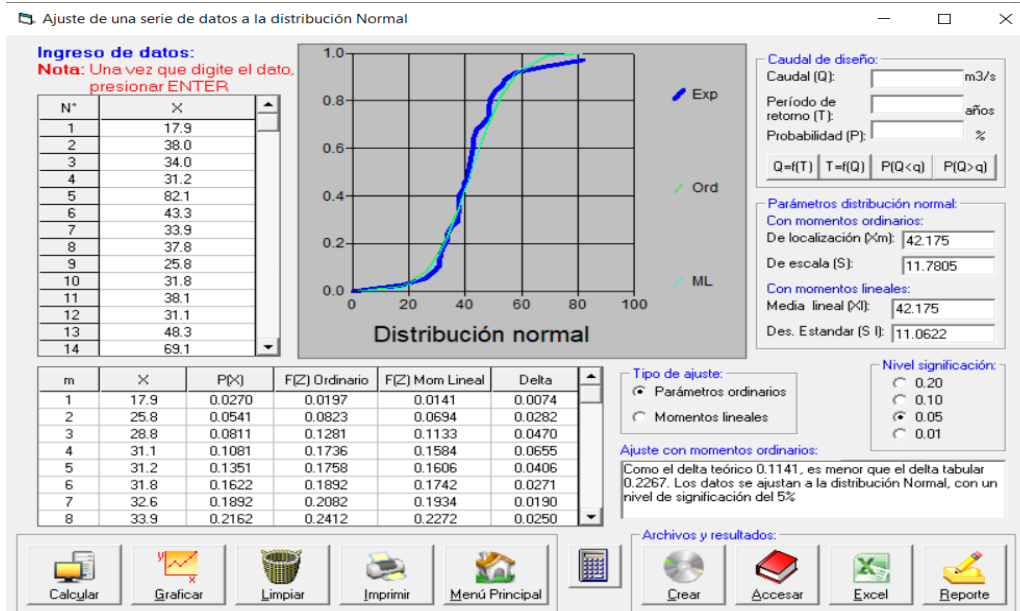 Ajuste de una serie de datos a la distribución Normal
Ingreso de datos:
Nota: Una vez que digite el dato,
presionar ENTER
N° X
1 17.9
2 38.0
3 34.0
4 31.2
5 82.1
6 43.3
7 33.9
8 37.8
9 25.8
10 31.8
11 38.1
12 31.1
13 48.3
14 69.1
1.0
0.8
0.6
0.4
0.2
0.0
0 20 40 60 80 100
Distribución normal
Exp
Ord
ML
Caudal de diseño:
Caudal (Q): m3/s
Período de
retorno (T): años
Probabilidad (P): %
Q=f(T) T=f(Q) P(Q<q) P(Q>q)
Parámetros distribución normal:
Con momentos ordinarios:
De localización (Xm): 42.175
De escala (S): 11.7805
Con momentos lineales:
Media lineal (Xl): 42.175
Des. Estandar (S l): 11.0622
m X P(X) F(Z) Ordinario F(Z) Mom Lineal Delta
1 17.9 0.0270 0.0197 0.0141 0.0074
2 25.8 0.0541 0.0823 0.0694 0.0282
3 28.8 0.0811 0.1281 0.1133 0.0470
4 31.1 0.1081 0.1736 0.1584 0.0655
5 31.2 0.1351 0.1758 0.1606 0.0406
6 31.8 0.1622 0.1892 0.1742 0.0271
7 32.6 0.1892 0.2082 0.1934 0.0190
8 33.9 0.2162 0.2412 0.2272 0.0250
Tipo de ajuste:
Parámetros ordinarios
Momentos lineales
Nivel significación:
0.20
0.10
0.05
0.01
Ajuste con momentos ordinarios:
Como el delta teórico 0.1141, es menor que el delta tabular
0.2267. Los datos se ajustan a la distribución Normal, con un
nivel de significación del 5%
Calcular Graficar Limpiar Imprimir Menú Principal
Archivos y resultados:
Crear Accesar Excel Reporte